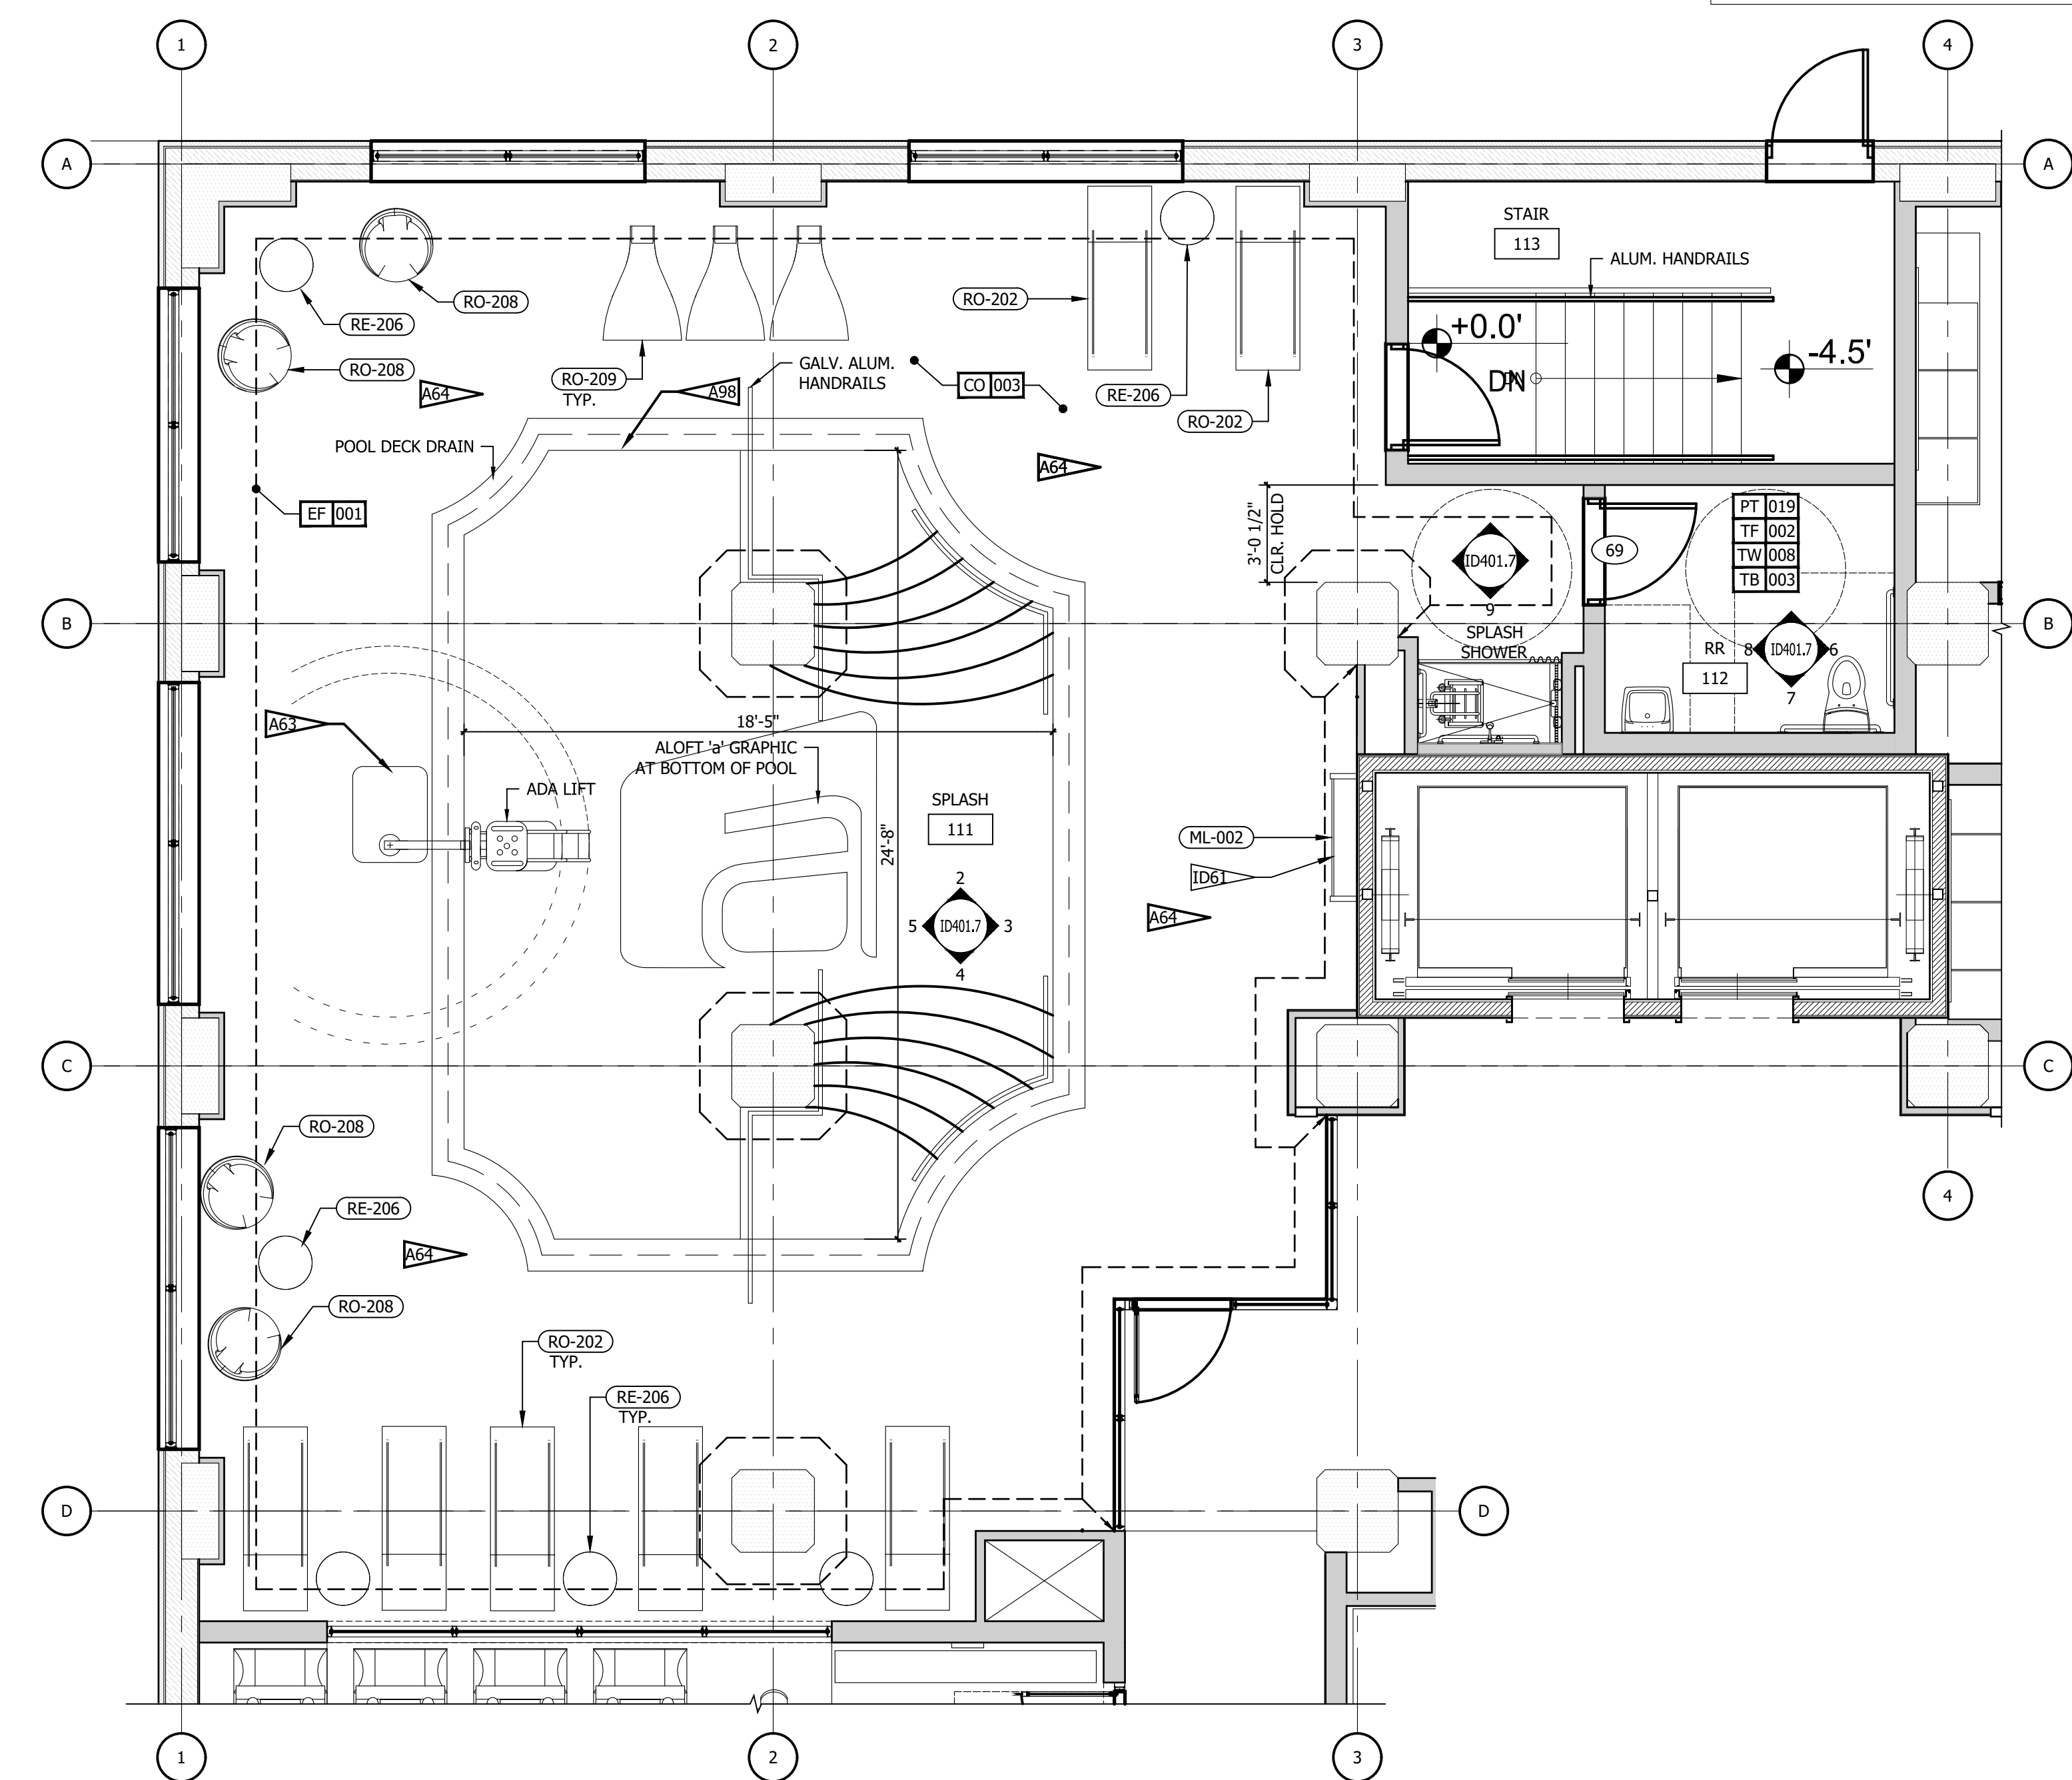 1
2
3
4
A
A
STAIR
113
ALUM. HANDRAILS
RO-208
RE-206
RO-208
RO-202
+0.0'
-4.5'
DN
GALV. ALUM.
HANDRAILS
CO 003
RO-209
TYP.
A64
A98
RE-206
RO-202
POOL DECK DRAIN
A64
EF 001
3'-0 1/2"
CLR. HOLD
PT 019
TF 002
TW 008
TB 003
69
ID401.7
9
B
B
SPLASH
SHOWER
RR
112
8
ID401.7
6
7
A63
18'-5"
ALOFT 'a' GRAPHIC
AT BOTTOM OF POOL
ADA LIFT
SPLASH
111
24'-8"
ML-002
ID61
2
5
ID401.7
3
4
A64
C
C
RO-208
RE-206
4
A64
RO-208
RO-202
TYP.
RE-206
TYP.
D
D
1
2
3